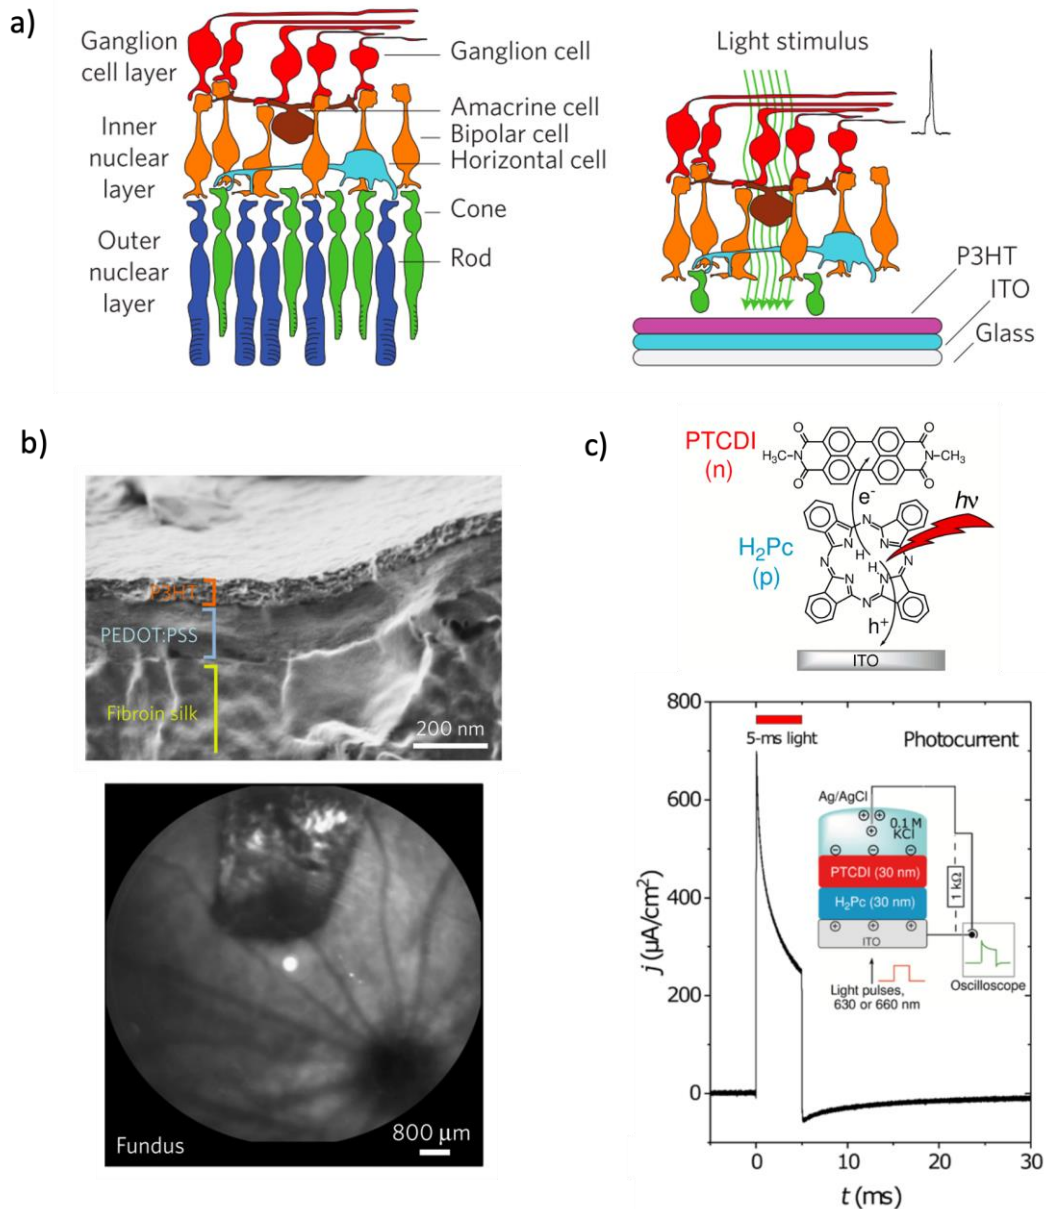 a)
Ganglion
cell layer
Inner
nuclear
layer
Outer
nuclear
layer
Ganglion cell
Amacrine cell
Bipolar cell
Horizontal cell
Cone
Rod
Light stimulus
P3HT
ITO
Glass
b)
P3HT
PEDOT:PSS
Fibroin silk
200 nm
Fundus
800 μm
c)
PTCDI
(n)
H₃C
N
O
O
O
O
N
CH₃
e⁻
hν
H₂Pc
(p)
N
N
N
N
H
H
N
N
N
N
h⁺
ITO
800
600
400
200
0
j (μA/cm²)
5-ms light
Photocurrent
Ag/AgCl
0.1 M
KCl
PTCDI (30 nm)
H₂Pc (30 nm)
ITO
1 kΩ
Light pulses,
630 or 660 nm
Oscilloscope
0 10 20 30
t (ms)